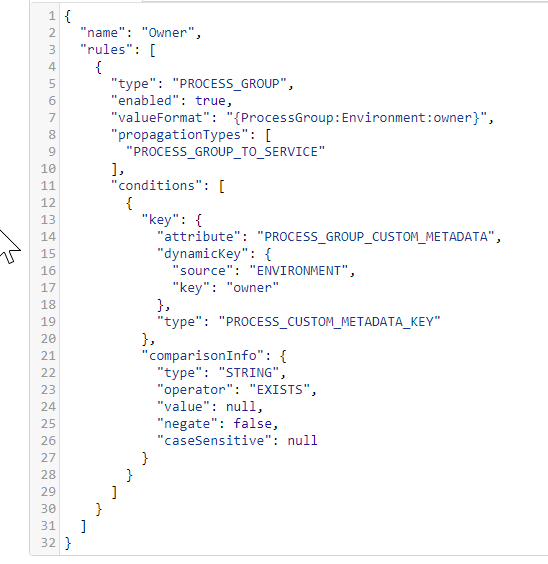 1 {
2   "name": "Owner",
3   "rules": [
4     {
5       "type": "PROCESS_GROUP",
6       "enabled": true,
7       "valueFormat": "{ProcessGroup:Environment:owner}",
8       "propagationTypes": [
9         "PROCESS_GROUP_TO_SERVICE"
10       ],
11       "conditions": [
12         {
13           "key": {
14             "attribute": "PROCESS_GROUP_CUSTOM_METADATA",
15             "dynamicKey": {
16               "source": "ENVIRONMENT",
17               "key": "owner"
18             },
19             "type": "PROCESS_CUSTOM_METADATA_KEY"
20           },
21           "comparisonInfo": {
22             "type": "STRING",
23             "operator": "EXISTS",
24             "value": null,
25             "negate": false,
26             "caseSensitive": null
27           }
28         }
29       ]
30     }
31   ]
32 }